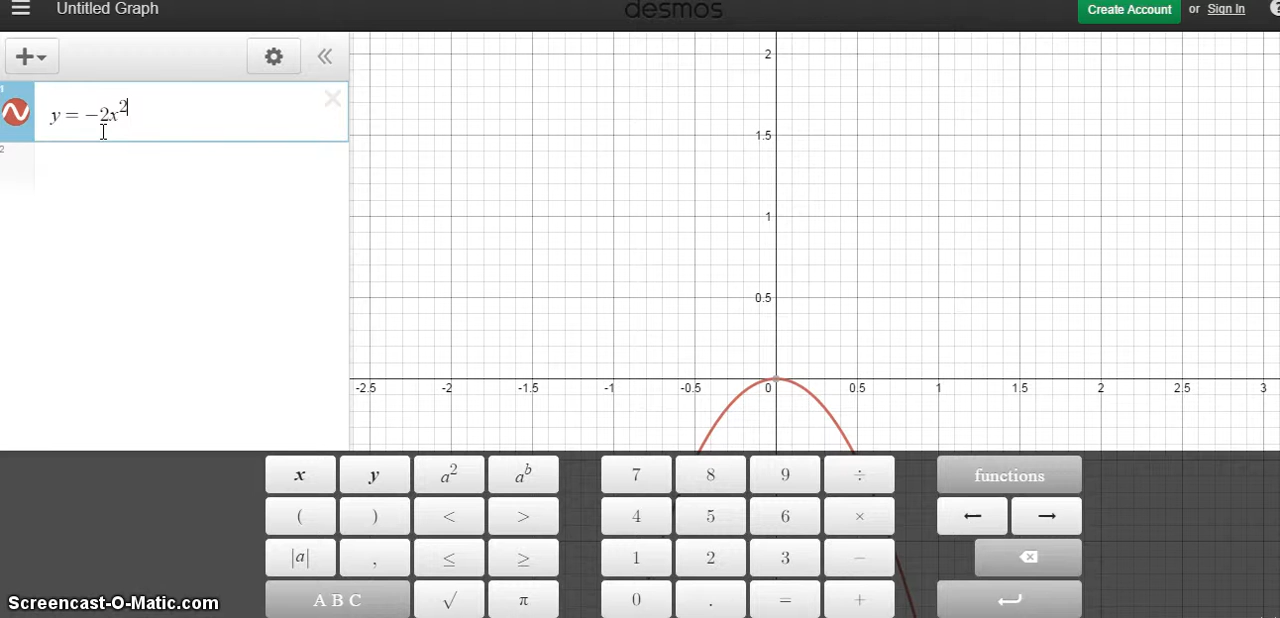 Untitled Graph
desmos
Create Account or Sign In ?
1
y = −2x²
2
2
1.5
1
0.5
-2.5 -2 -1.5 -1 -0.5 0 0.5 1 1.5 2 2.5 3
x y a² aᵇ 7 8 9 ÷ functions
( ) < > 4 5 6 × ← →
|a| , ≤ ≥ 1 2 3 −
A B C √ π 0 . = +
Screencast-O-Matic.com